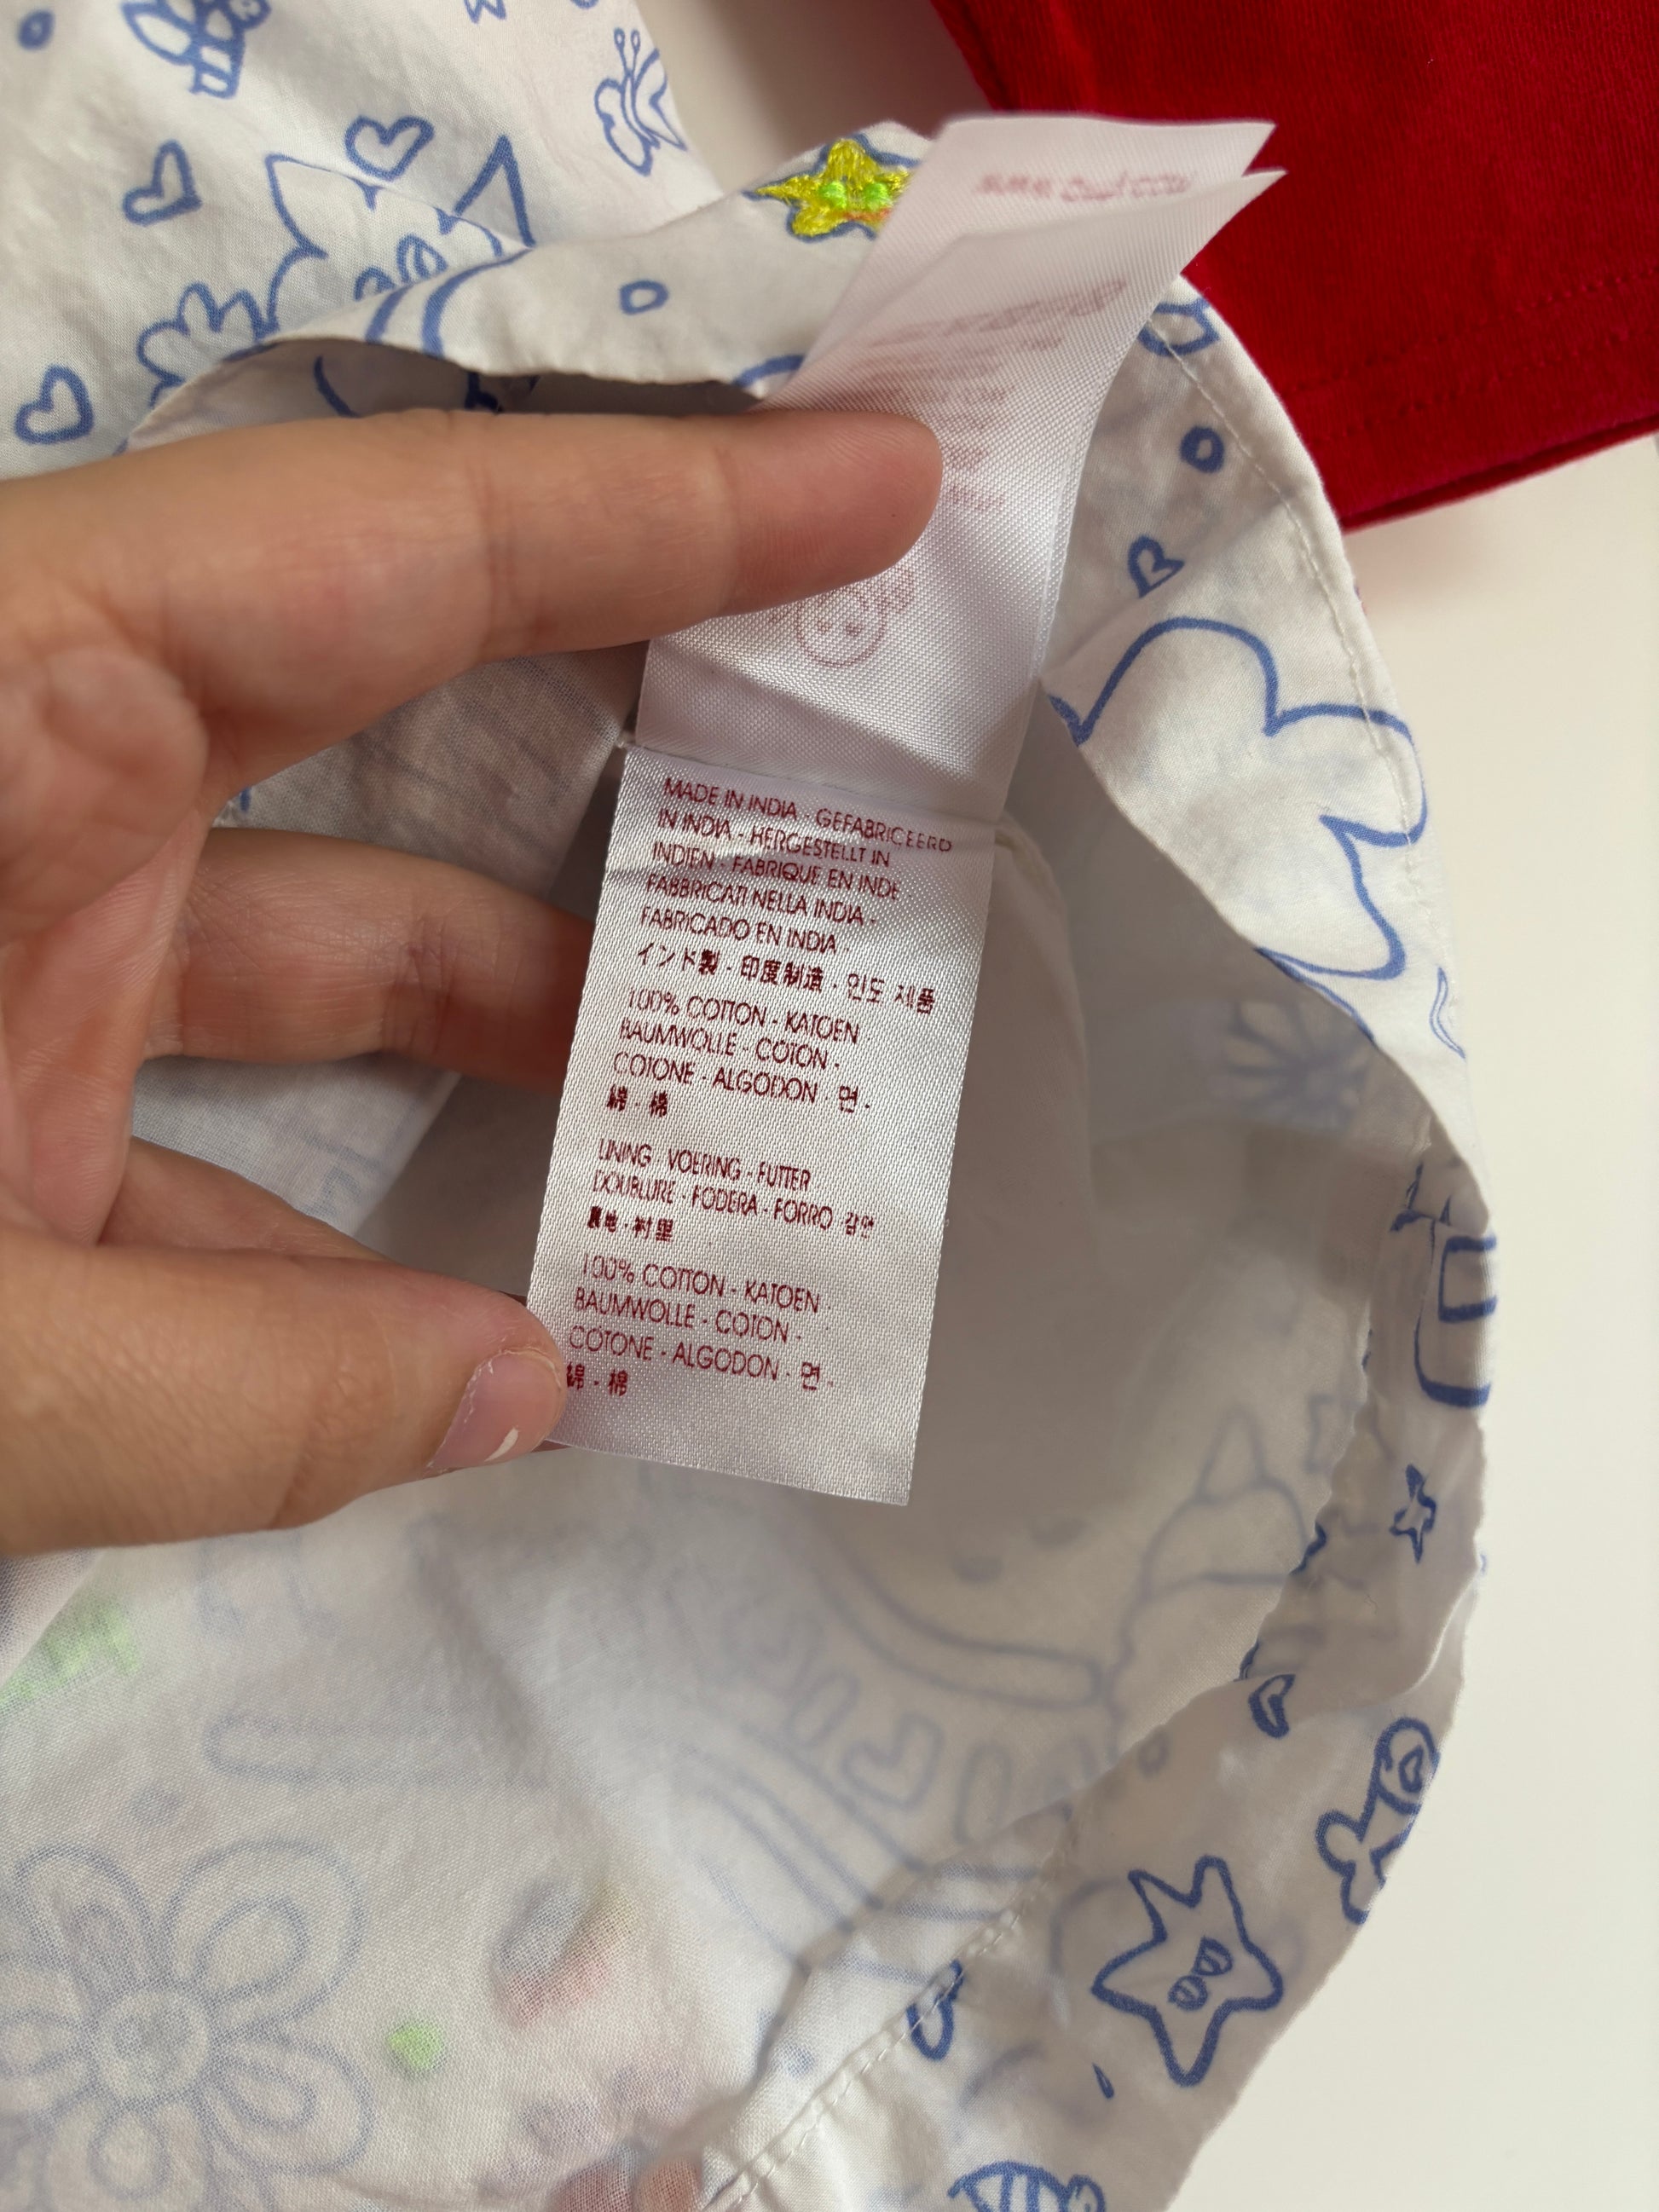 MADE IN INDIA - GEFABRICEERD
IN INDIA - HERGESTELLT IN
INDIEN - FABRIQUE EN INDE -
FABBRICATI NELLA INDIA -
FABRICADO EN INDIA -
インド製 - 印度制造 - 인도 제품
100% COTTON - KATOEN
BAUMWOLLE - COTON -
COTONE - ALGODON - 면 -
綿 - 棉
LINING VOERING - FUTTER
DOUBLURE - FODERA - FORRO 감안
裏地 - 衬里
100% COTTON - KATOEN -
BAUMWOLLE - COTON -
COTONE - ALGODON - 면 -
綿 - 棉